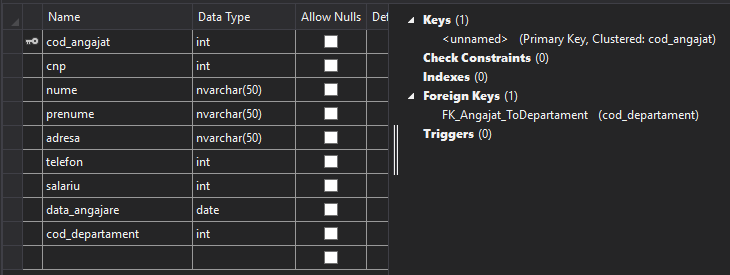 Name Data Type Allow Nulls Def
cod_angajat int
cnp int
nume nvarchar(50)
prenume nvarchar(50)
adresa nvarchar(50)
telefon int
salariu int
data_angajare date
cod_departament int
Keys (1)
<unnamed> (Primary Key, Clustered: cod_angajat)
Check Constraints (0)
Indexes (0)
Foreign Keys (1)
FK_Angajat_ToDepartament (cod_departament)
Triggers (0)